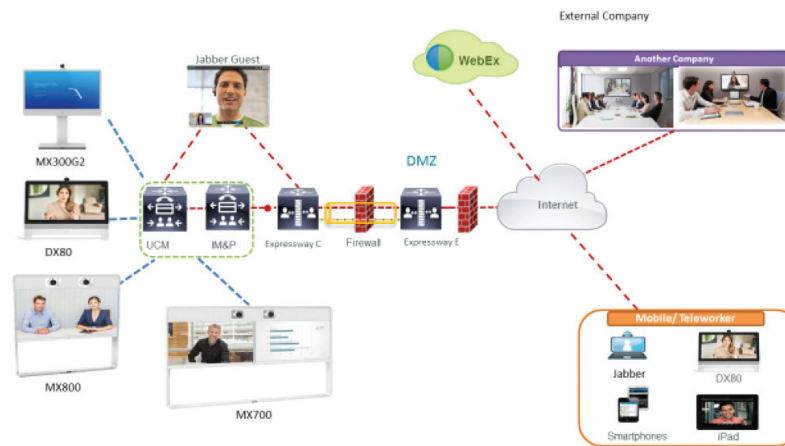 External Company
Jabber Guest
WebEx
Another Company
MX300G2
DMZ
DX80
UCM
IM&P
Expressway C
Firewall
Expressway E
Internet
MX800
MX700
Mobile/ Teleworker
Jabber
DX80
Smartphones
iPad